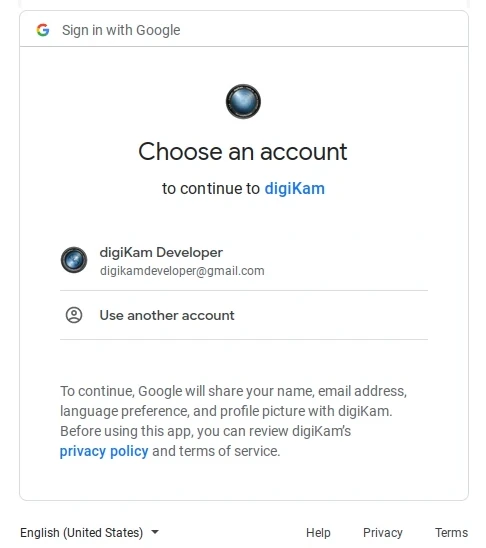 Sign in with Google
Choose an account
to continue to digiKam
digiKam Developer
digikamdeveloper@gmail.com
Use another account
To continue, Google will share your name, email address,
language preference, and profile picture with digiKam.
Before using this app, you can review digiKam's
privacy policy and terms of service.
English (United States) Help Privacy Terms